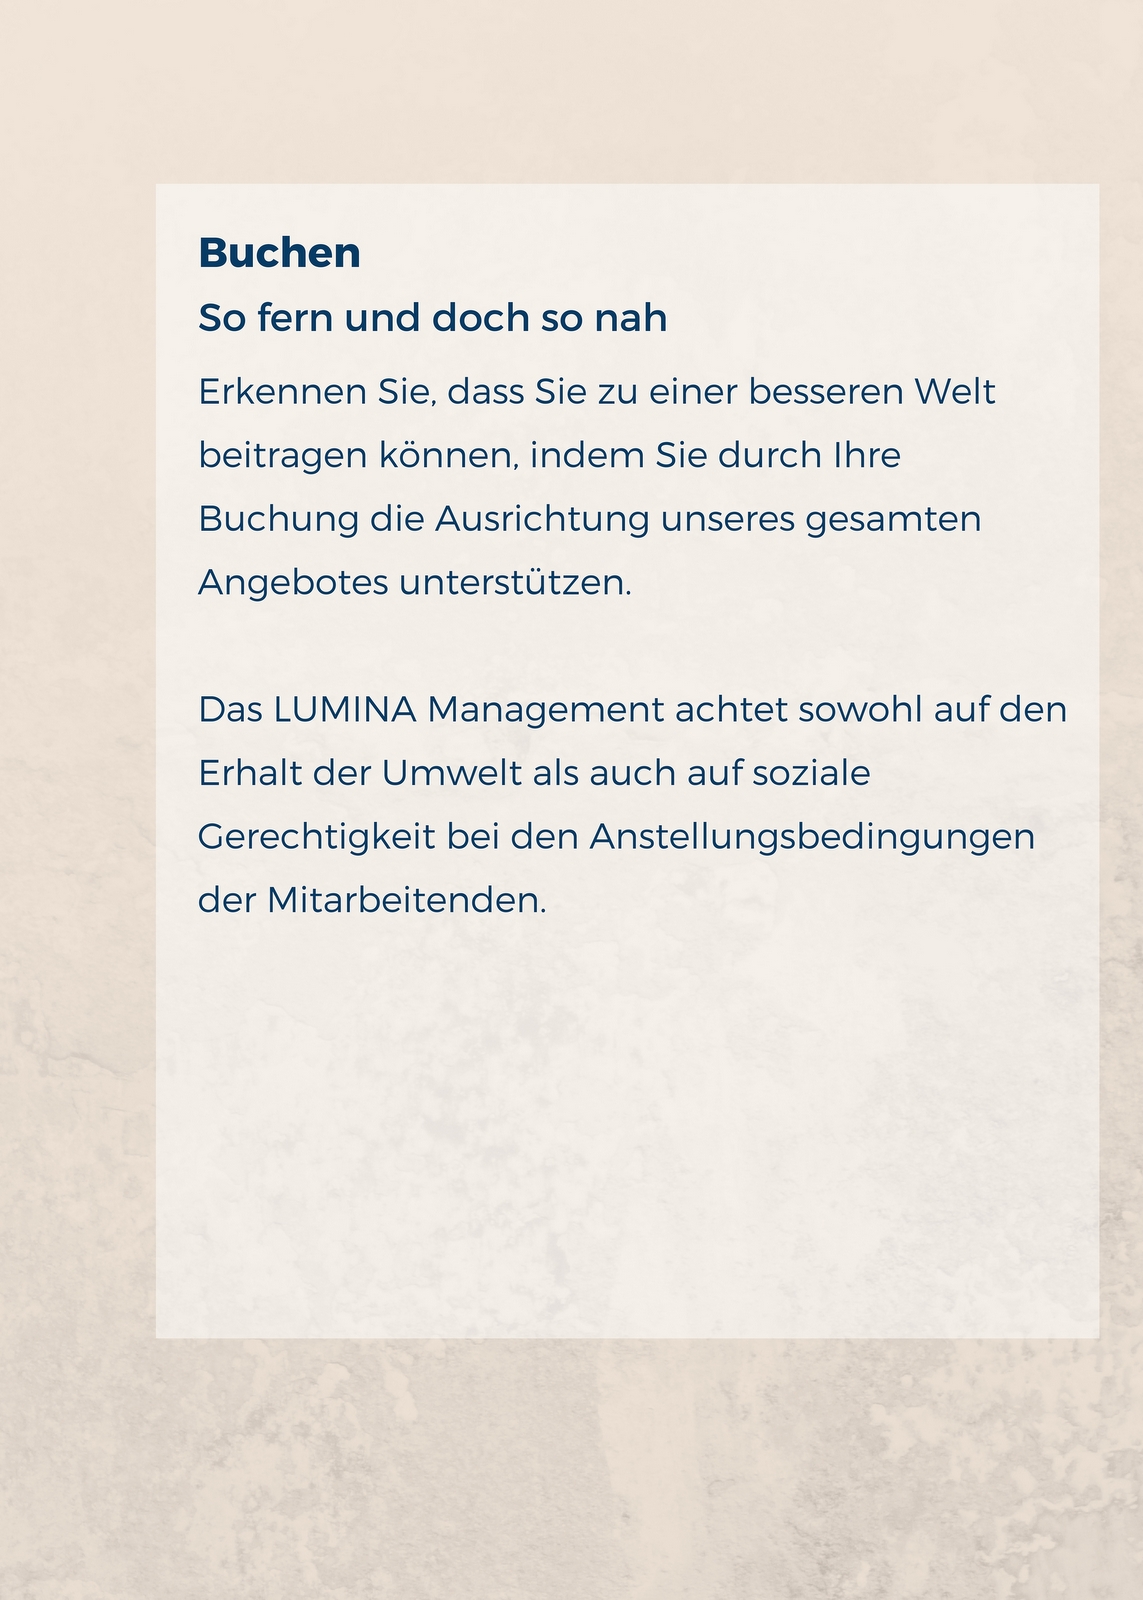 Buchen
So fern und doch so nah
Erkennen Sie, dass Sie zu einer besseren Welt
beitragen können, indem Sie durch Ihre
Buchung die Ausrichtung unseres gesamten
Angebotes unterstützen.
Das LUMINA Management achtet sowohl auf den
Erhalt der Umwelt als auch auf soziale
Gerechtigkeit bei den Anstellungsbedingungen
der Mitarbeitenden.